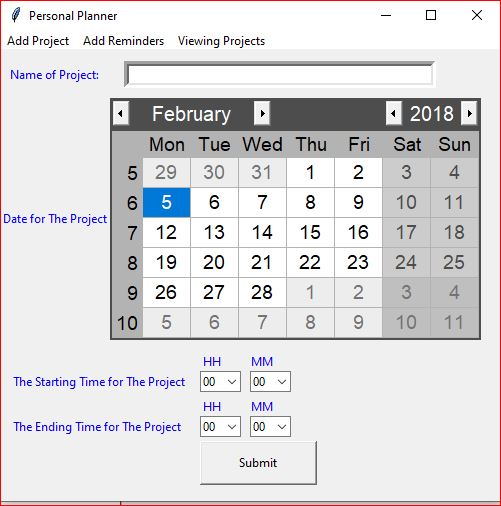 Personal Planner
Add Project Add Reminders Viewing Projects
Name of Project:
February 2018
Mon Tue Wed Thu Fri Sat Sun
5 29 30 31 1 2 3 4
6 5 6 7 8 9 10 11
Date for The Project
7 12 13 14 15 16 17 18
8 19 20 21 22 23 24 25
9 26 27 28 1 2 3 4
10 5 6 7 8 9 10 11
HH MM
The Starting Time for The Project 00 00
HH MM
The Ending Time for The Project 00 00
Submit